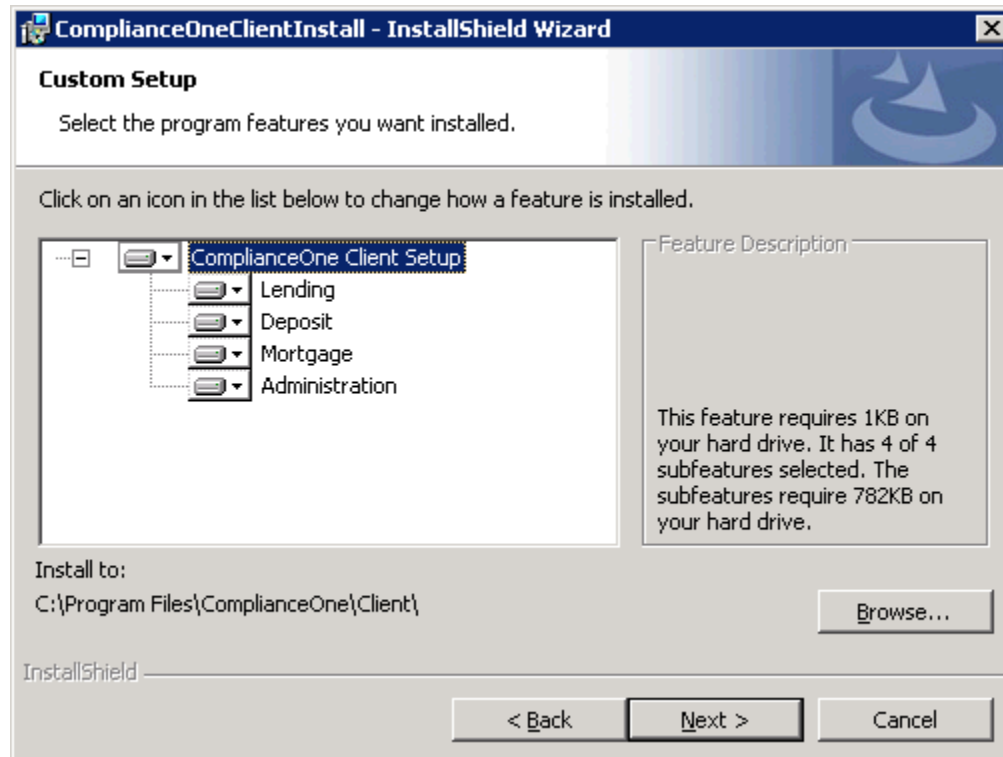 ComplianceOneClientInstall - InstallShield Wizard
Custom Setup
Select the program features you want installed.
Click on an icon in the list below to change how a feature is installed.
ComplianceOne Client Setup
Lending
Deposit
Mortgage
Administration
Feature Description
This feature requires 1KB on
your hard drive. It has 4 of 4
subfeatures selected. The
subfeatures require 782KB on
your hard drive.
Install to:
C:\Program Files\ComplianceOne\Client\
Browse...
InstallShield
< Back
Next >
Cancel